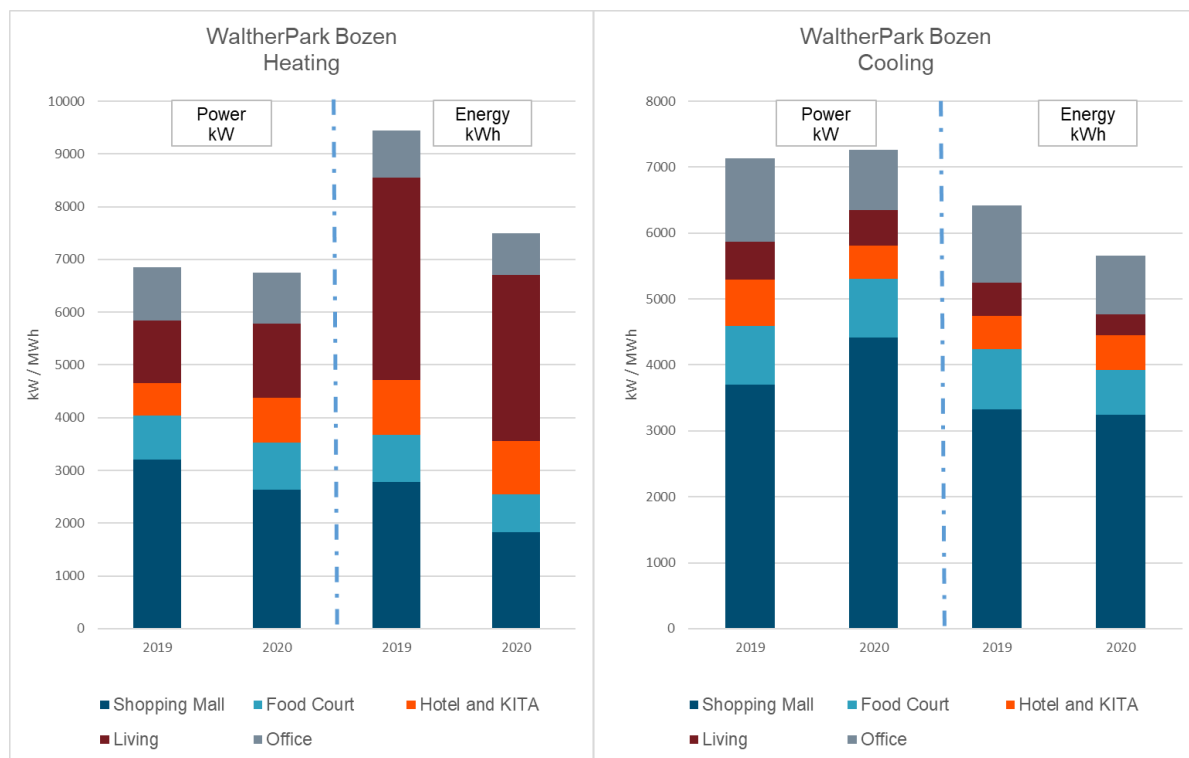 WaltherPark Bozen
Heating
Power
kW
Energy
kWh
10000
9000
8000
7000
6000
5000
4000
3000
2000
1000
0
kW / MWh
2019
2020
2019
2020
Shopping Mall
Food Court
Hotel and KITA
Living
Office
WaltherPark Bozen
Cooling
Power
kW
Energy
kWh
8000
7000
6000
5000
4000
3000
2000
1000
0
kW / MWh
2019
2020
2019
2020
Shopping Mall
Food Court
Hotel and KITA
Living
Office